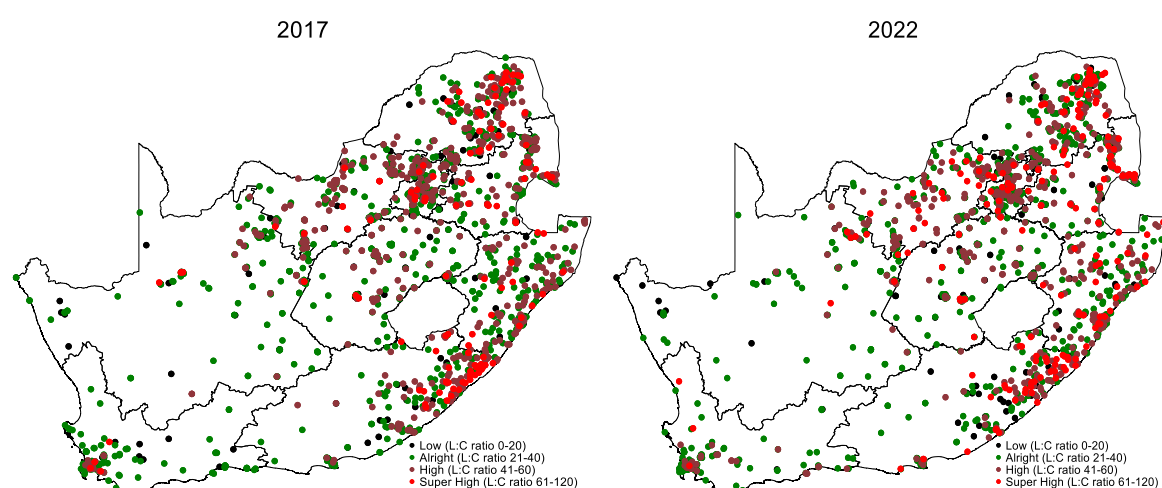 2017
2022
Low (L:C ratio 0-20)
Alright (L:C ratio 21-40)
High (L:C ratio 41-60)
Super High (L:C ratio 61-120)
Low (L:C ratio 0-20)
Alright (L:C ratio 21-40)
High (L:C ratio 41-60)
Super High (L:C ratio 61-120)